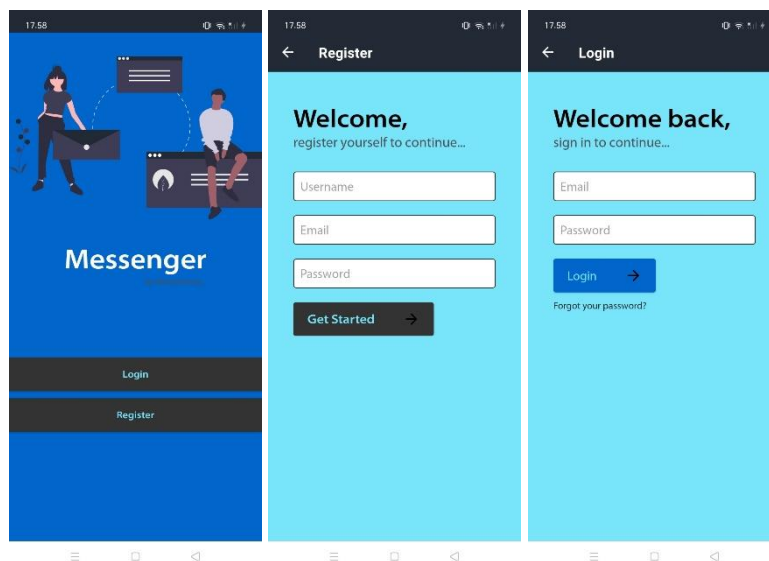 17.58
Messenger
Login
Register
17.58
Register
Welcome,
register yourself to continue...
Username
Email
Password
Get Started
17.58
Login
Welcome back,
sign in to continue...
Email
Password
Login
Forgot your password?